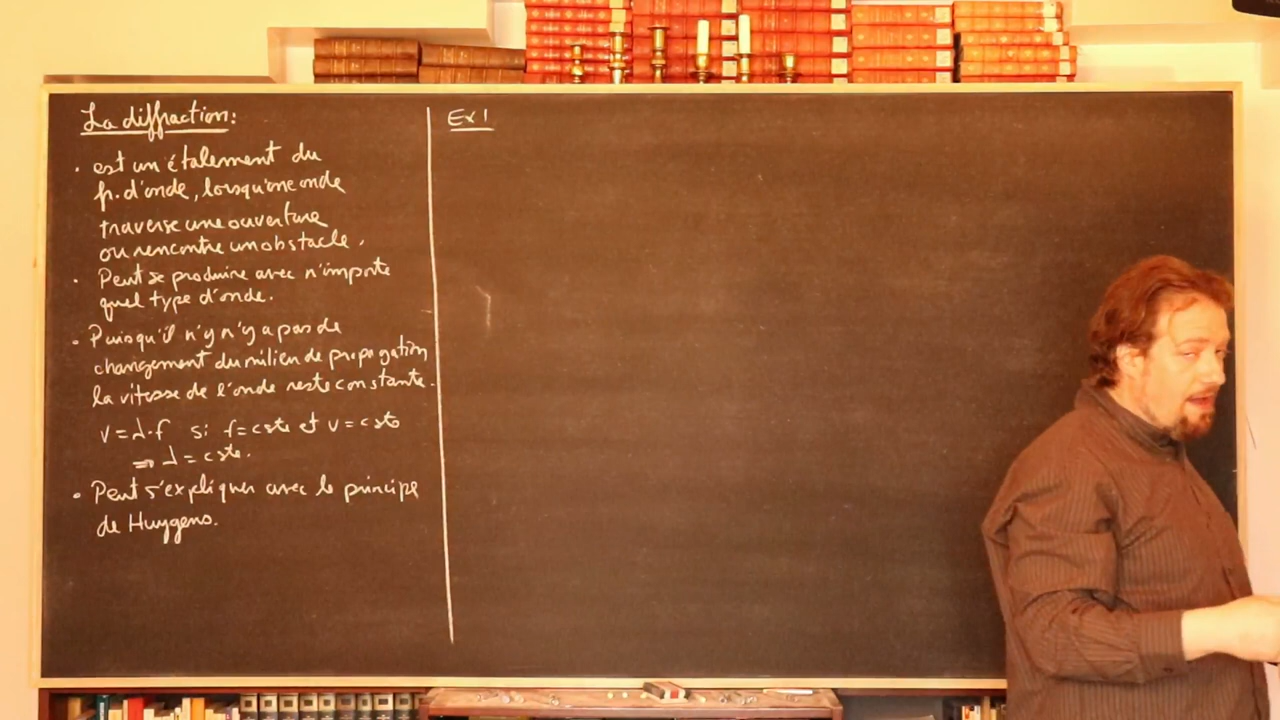 La diffraction:
• est un étalement du
fr. d'onde, lorsqu'une onde
traverse une ouverture
ou rencontre un obstacle.
• Peut se produire avec n'importe
quel type d'onde.
• Puisqu'il n'y n'y a pas de
changement du milieu de propagation
la vitesse de l'onde reste constante.
v=λ.f si f=cste et v=cste
⇒ λ=cste.
• Peut s'expliquer avec le principe
de Huygens.
Ex 1